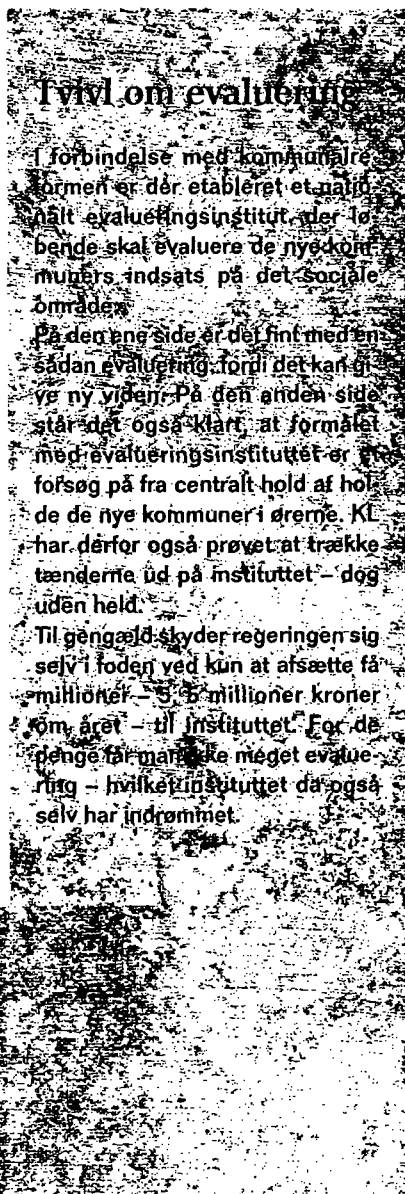 Tvivl om evaluering
I forbindelse med kommunalre-
formen er der etableret et natio-
nalt evalueringsinstitut, der lø-
bende skal evaluere de nye kom-
muners indsats på det sociale
område.
På den ene side er det fint med en
sådan evaluering, fordi det kan gi-
ve ny viden. På den anden side
står det også klart, at formålet
med evalueringsinstituttet er et
forsøg på fra centralt hold af hol-
de de nye kommuner i ørerne. KL
har derfor også prøvet at trække
tænderne ud på instituttet – dog
uden held.
Til gengæld skyder regeringen sig
selv i foden ved kun at afsætte få
millioner – 5, 6 millioner kroner
om året – til instituttet. For de
penge får man ikke meget evalue-
ring – hvilket instituttet da også
selv har indrømmet.